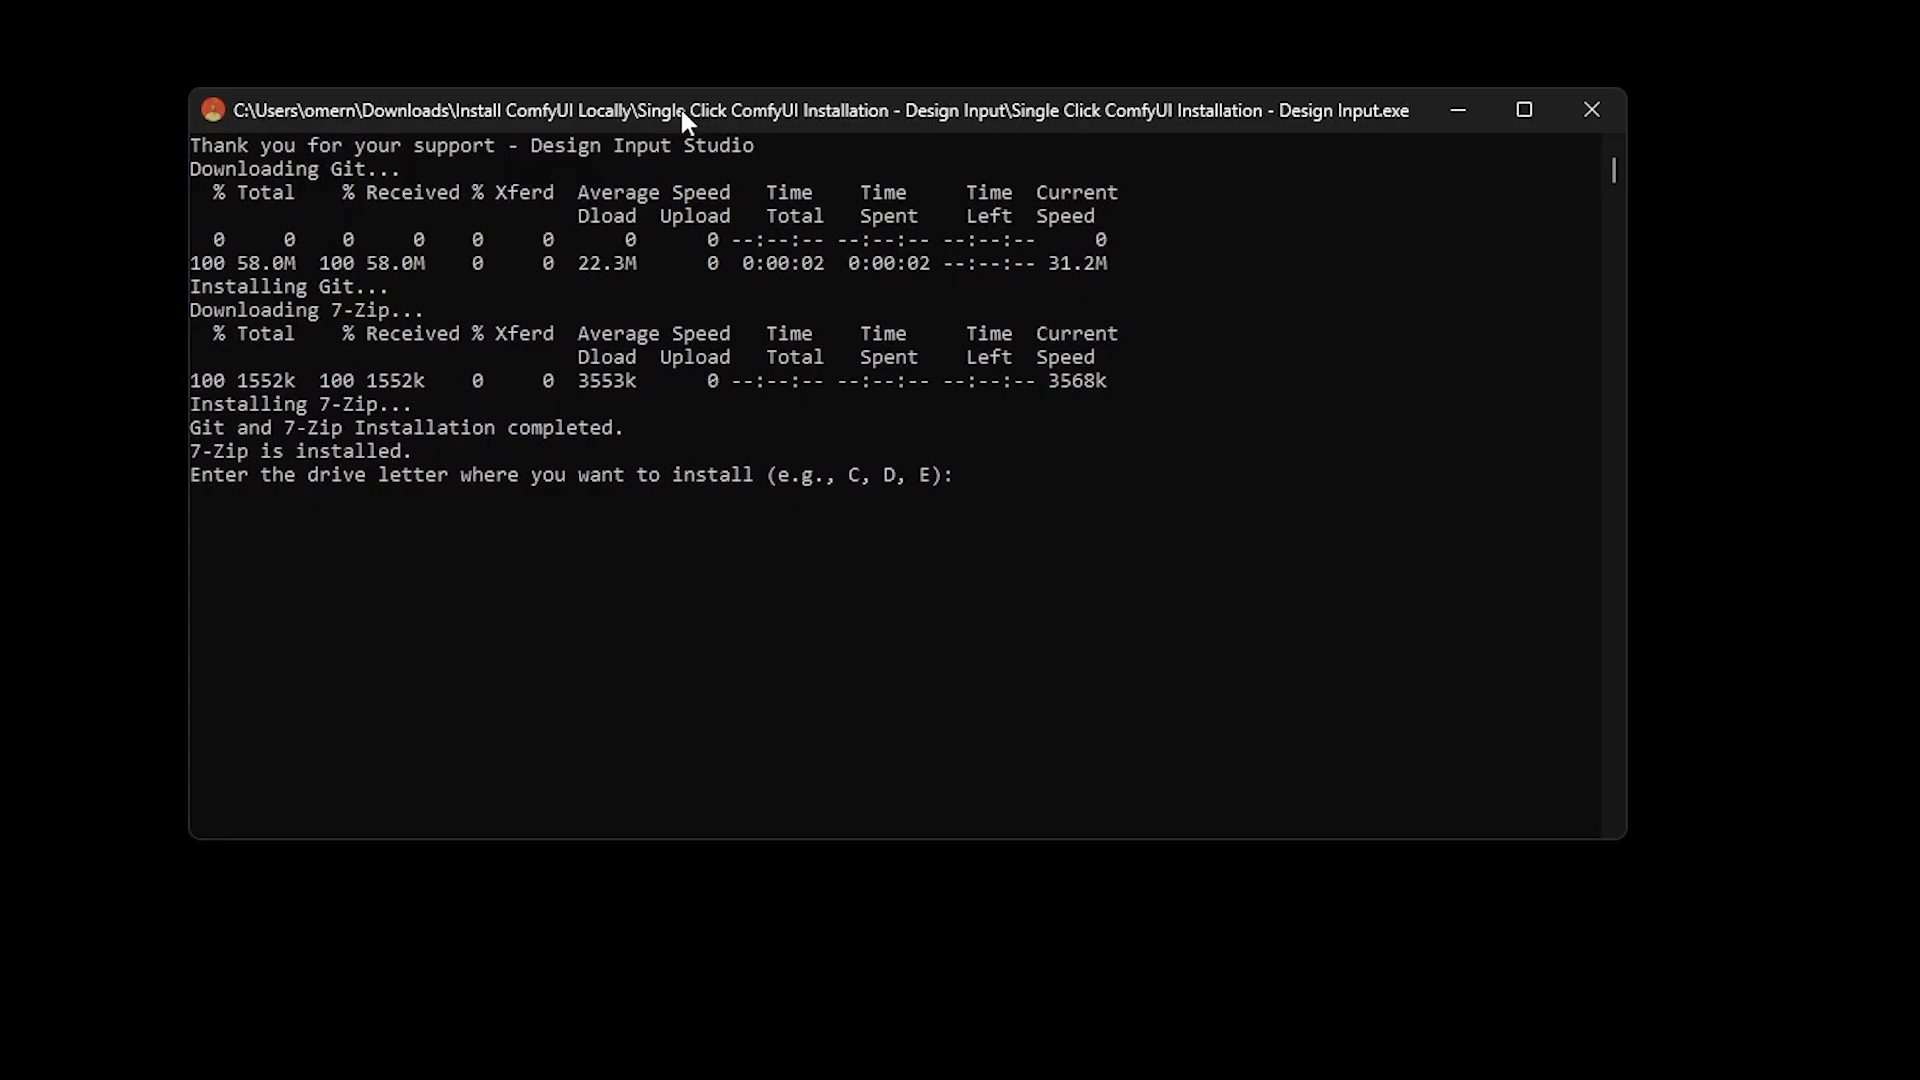 C:\Users\omern\Downloads\Install ComfyUI Locally\Single Click ComfyUI Installation - Design Input\Single Click ComfyUI Installation - Design Input.exe
Thank you for your support - Design Input Studio
Downloading Git...
  % Total    % Received % Xferd  Average Speed   Time    Time     Time  Current
                                 Dload  Upload   Total   Spent    Left  Speed
  0     0    0     0    0     0      0      0 --:--:-- --:--:-- --:--:--     0
100 58.0M  100 58.0M    0     0  22.3M      0  0:00:02  0:00:02 --:--:-- 31.2M
Installing Git...
Downloading 7-Zip...
  % Total    % Received % Xferd  Average Speed   Time    Time     Time  Current
                                 Dload  Upload   Total   Spent    Left  Speed
100 1552k  100 1552k    0     0  3553k      0 --:--:-- --:--:-- --:--:-- 3568k
Installing 7-Zip...
Git and 7-Zip Installation completed.
7-Zip is installed.
Enter the drive letter where you want to install (e.g., C, D, E):